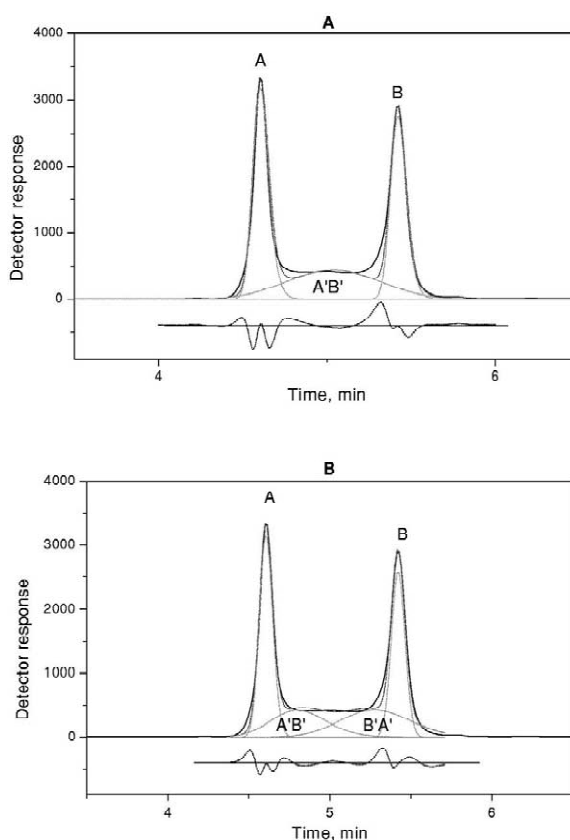 A
4000
A
B
3000
Detector response
2000
1000
A'B'
0
4
5
6
Time, min
B
4000
A
B
3000
Detector response
2000
1000
A'B'
B'A'
0
4
5
6
Time, min